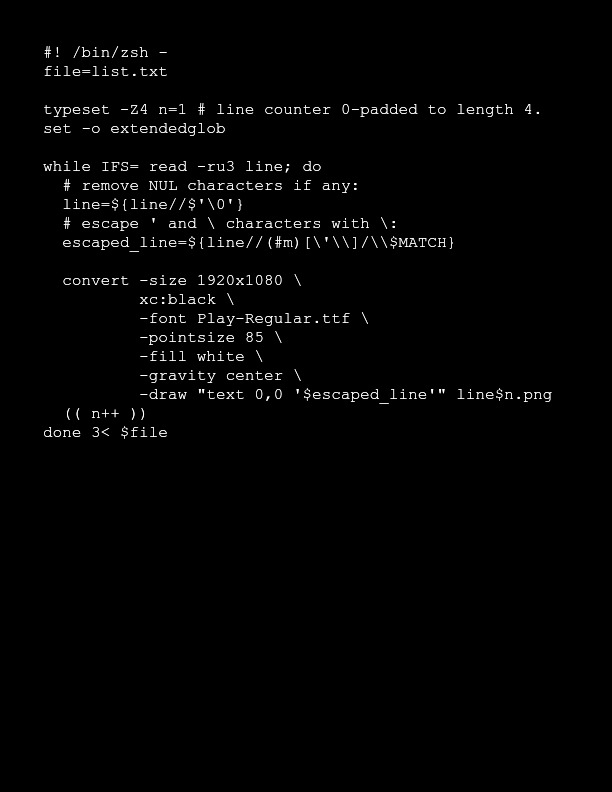 #! /bin/zsh -
file=list.txt
typeset -Z4 n=1 # line counter 0-padded to length 4.
set -o extendedglob
while IFS= read -ru3 line; do
  # remove NUL characters if any:
  line=${line//$'\0'}
  # escape ' and \ characters with \:
  escaped_line=${line//(#m)[\'\\]/\\$MATCH}
  convert -size 1920x1080 \
          xc:black \
          -font Play-Regular.ttf \
          -pointsize 85 \
          -fill white \
          -gravity center \
          -draw "text 0,0 '$escaped_line'" line$n.png
  (( n++ ))
done 3< $file